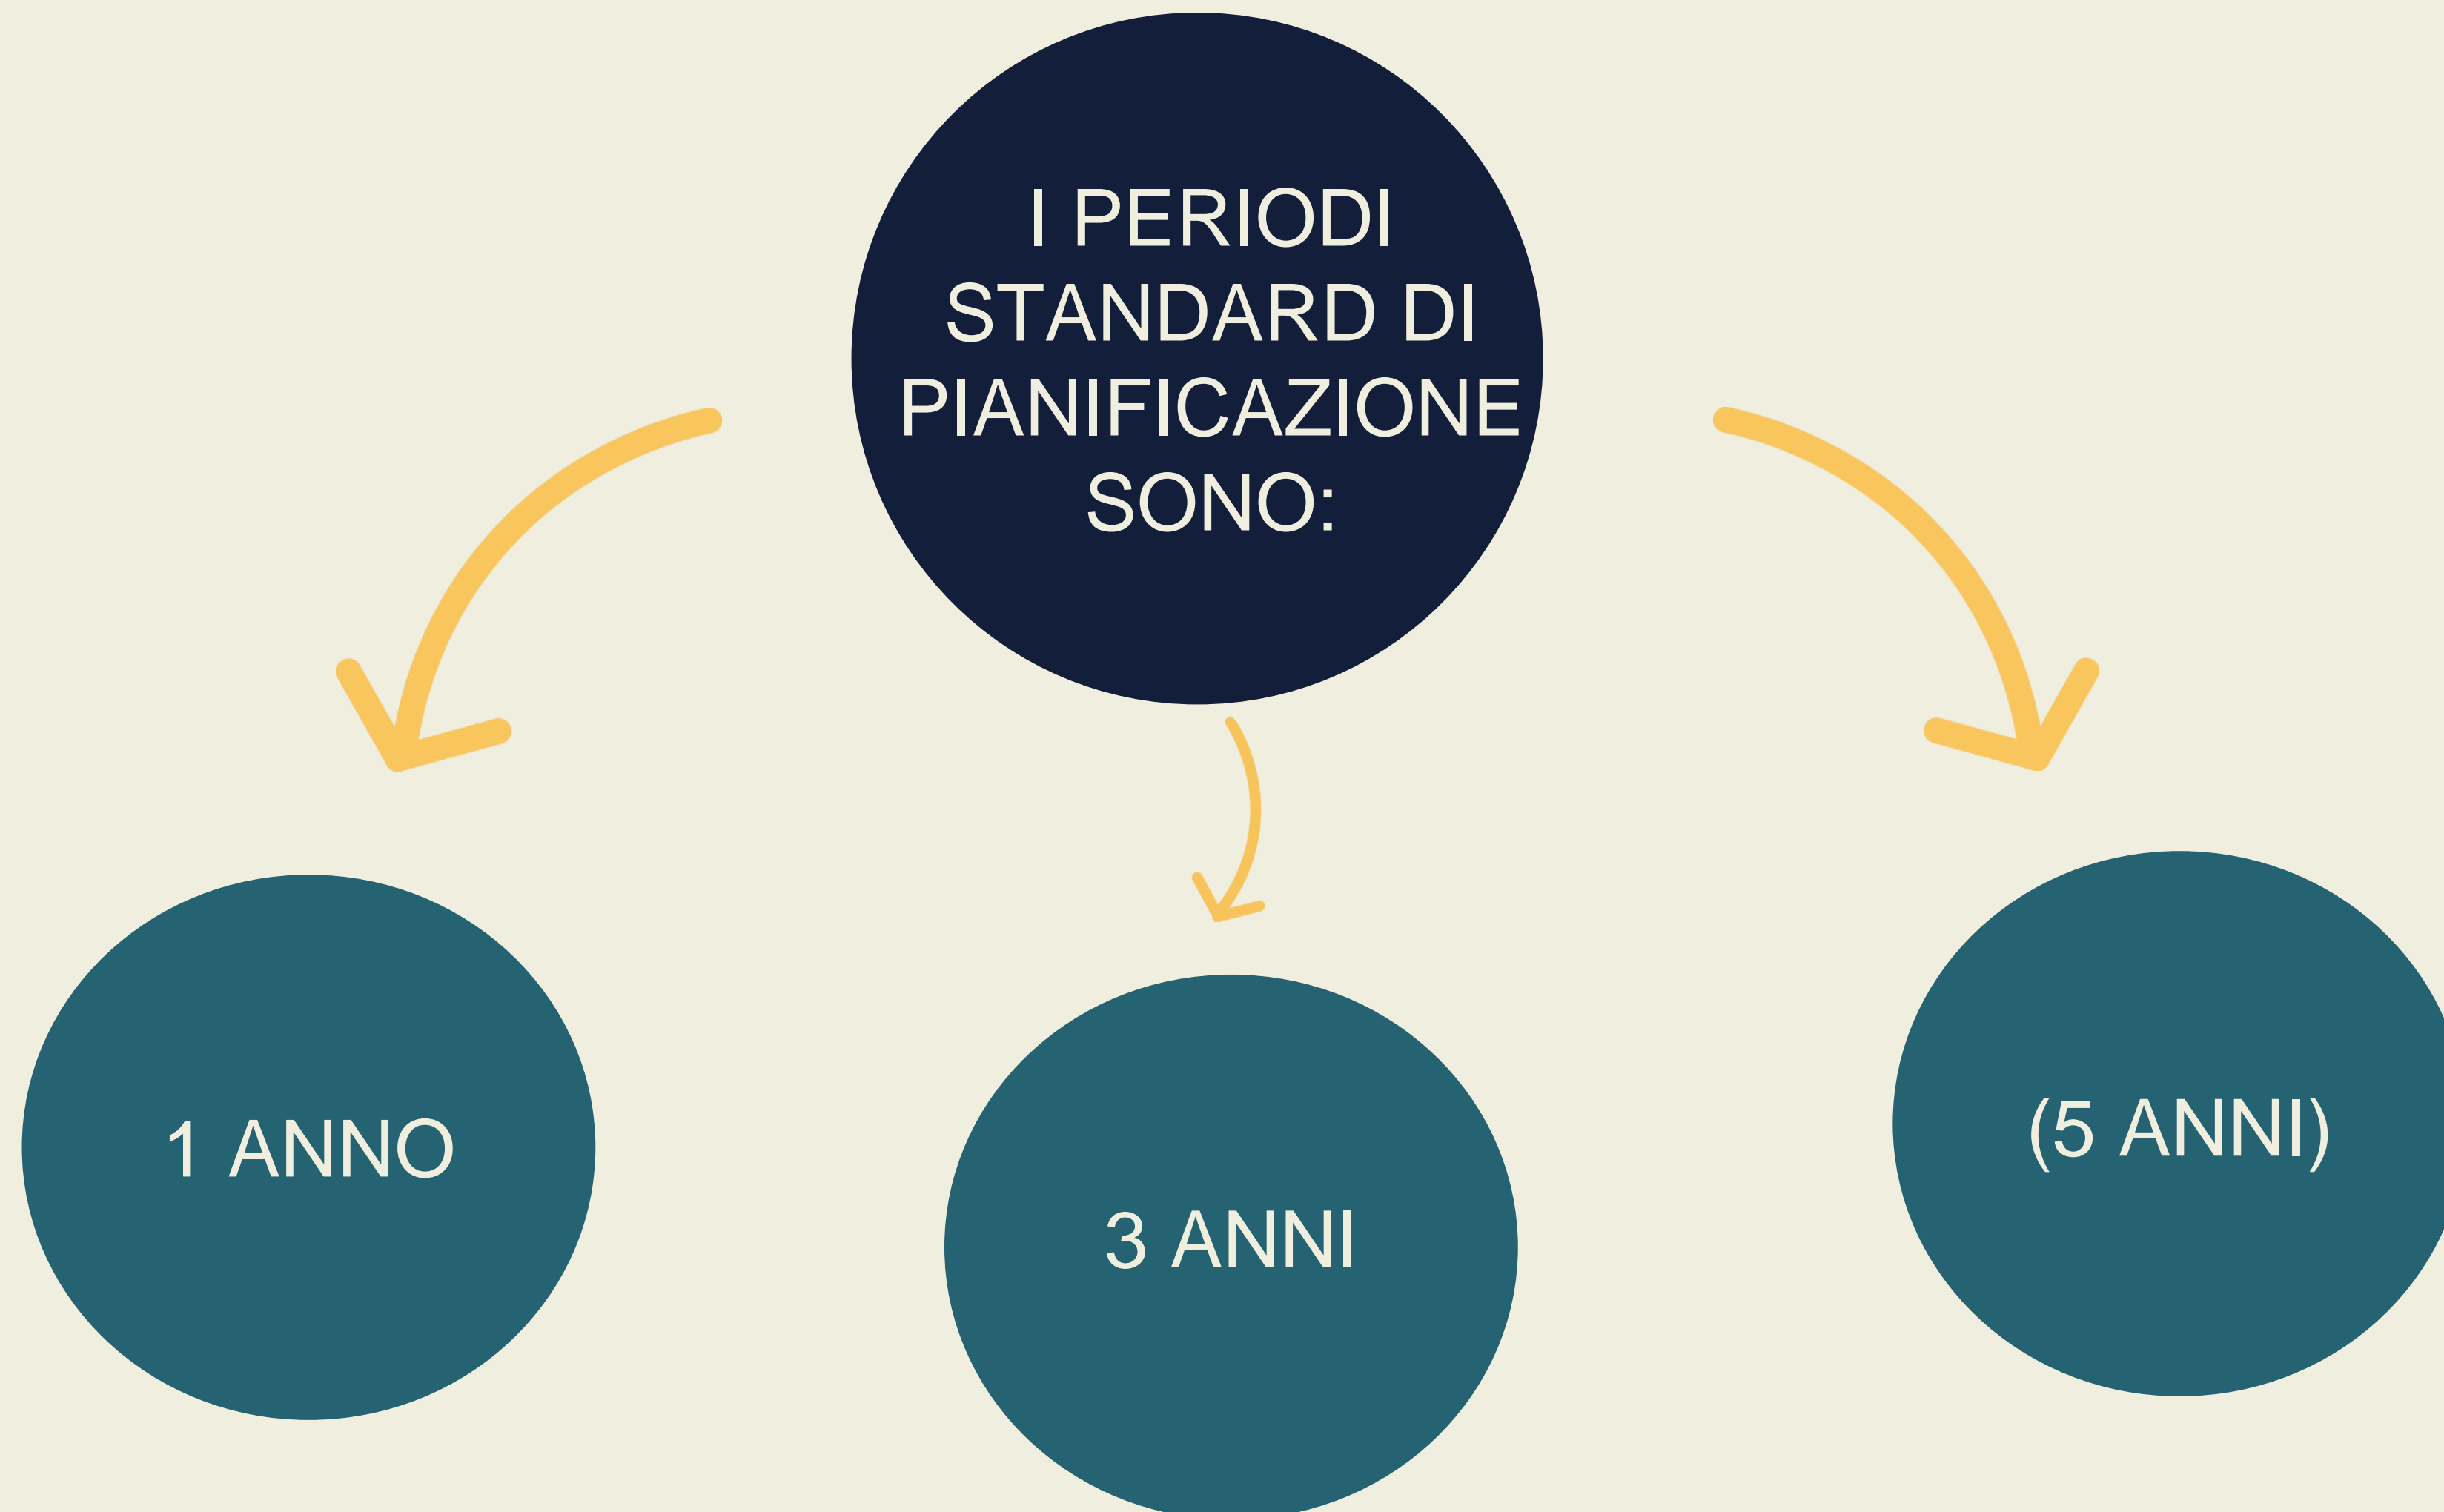 I PERIODI
STANDARD DI
PIANIFICAZIONE
SONO:
1 ANNO
3 ANNI
(5 ANNI)